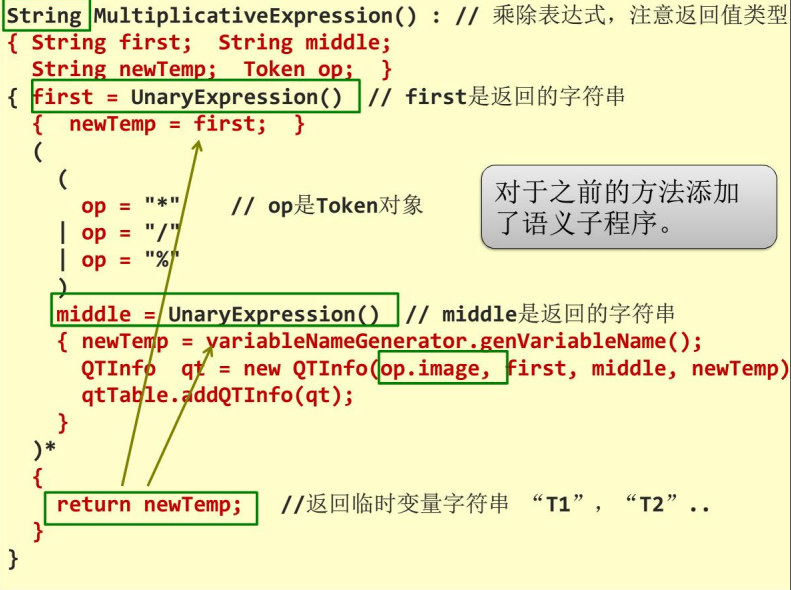 String MultiplicativeExpression() : // 乘除表达式，注意返回值类型
{ String first;  String middle;
  String newTemp;  Token op;  }
{ first = UnaryExpression()  // first是返回的字符串
  {  newTemp = first;  }
  (
    (
      op = "*"    // op是Token对象
    | op = "/"
    | op = "%"
    )
对于之前的方法添加
了语义子程序。
    middle = UnaryExpression()  // middle是返回的字符串
    { newTemp = variableNameGenerator.genVariableName();
      QTInfo  qt = new QTInfo(op.image, first, middle, newTemp)
      qtTable.addQTInfo(qt);
    }
  )*
  {
    return newTemp;   //返回临时变量字符串 “T1”，“T2”..
  }
}